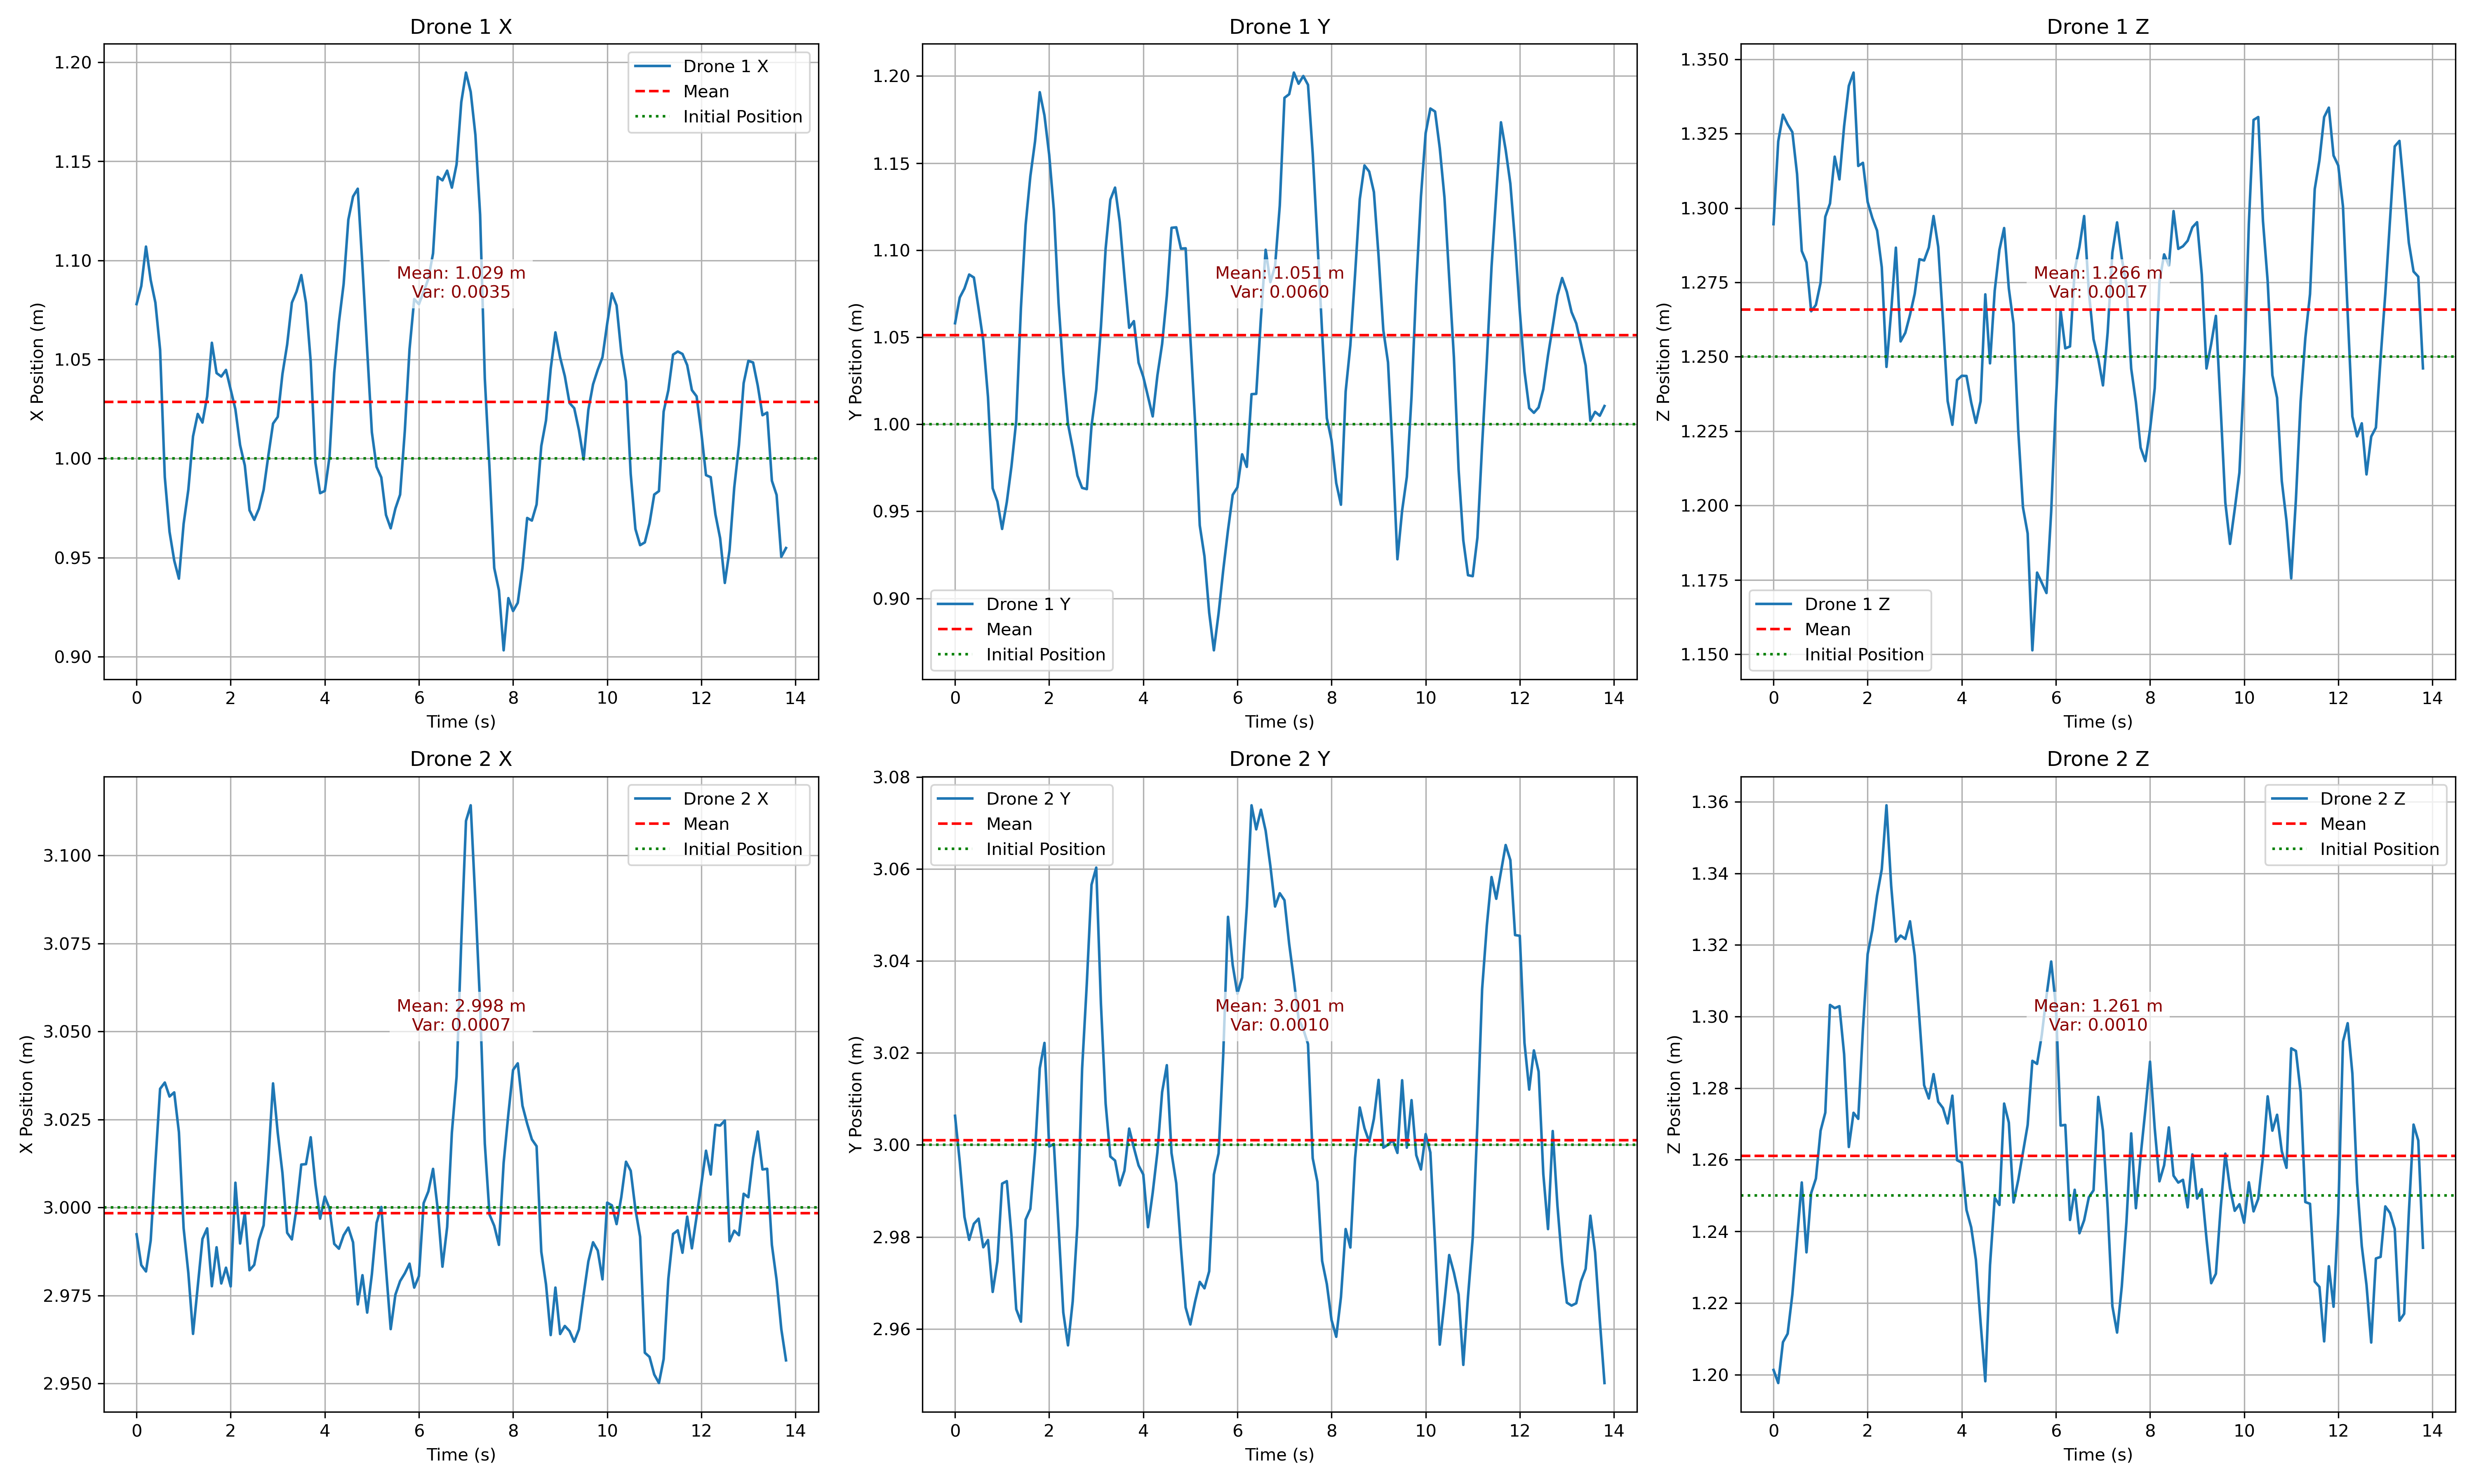 Drone 1 X
1.20
1.15
1.10
1.05
1.00
0.95
0.90
X Position (m)
0 2 4 6 8 10 12 14
Time (s)
Drone 1 X
Mean
Initial Position
Mean: 1.029 m
Var: 0.0035
Drone 1 Y
1.20
1.15
1.10
1.05
1.00
0.95
0.90
Y Position (m)
0 2 4 6 8 10 12 14
Time (s)
Mean: 1.051 m
Var: 0.0060
Drone 1 Y
Mean
Initial Position
Drone 1 Z
1.350
1.325
1.300
1.275
1.250
1.225
1.200
1.175
1.150
Z Position (m)
0 2 4 6 8 10 12 14
Time (s)
Mean: 1.266 m
Var: 0.0017
Drone 1 Z
Mean
Initial Position
Drone 2 X
3.100
3.075
3.050
3.025
3.000
2.975
2.950
X Position (m)
0 2 4 6 8 10 12 14
Time (s)
Drone 2 X
Mean
Initial Position
Mean: 2.998 m
Var: 0.0007
Drone 2 Y
3.08
3.06
3.04
3.02
3.00
2.98
2.96
Y Position (m)
0 2 4 6 8 10 12 14
Time (s)
Drone 2 Y
Mean
Initial Position
Mean: 3.001 m
Var: 0.0010
Drone 2 Z
1.36
1.34
1.32
1.30
1.28
1.26
1.24
1.22
1.20
Z Position (m)
0 2 4 6 8 10 12 14
Time (s)
Drone 2 Z
Mean
Initial Position
Mean: 1.261 m
Var: 0.0010